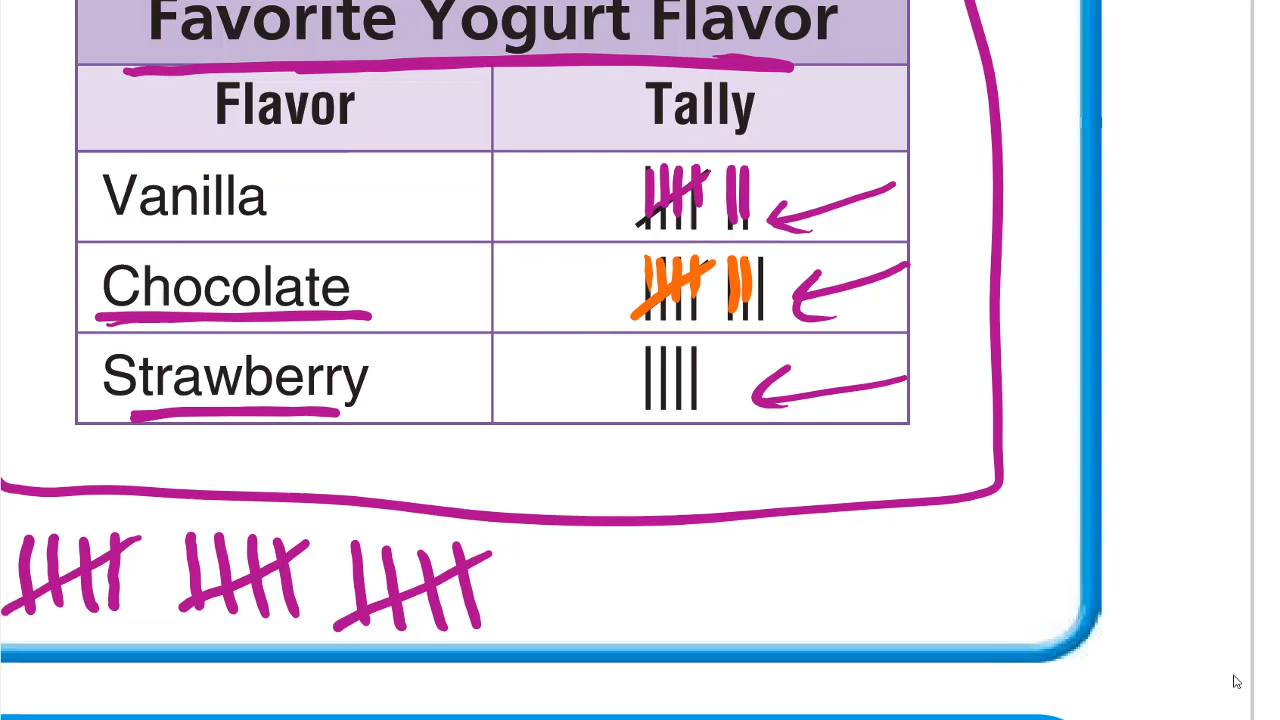 Favorite Yogurt Flavor
Flavor Tally
Vanilla
Chocolate
Strawberry